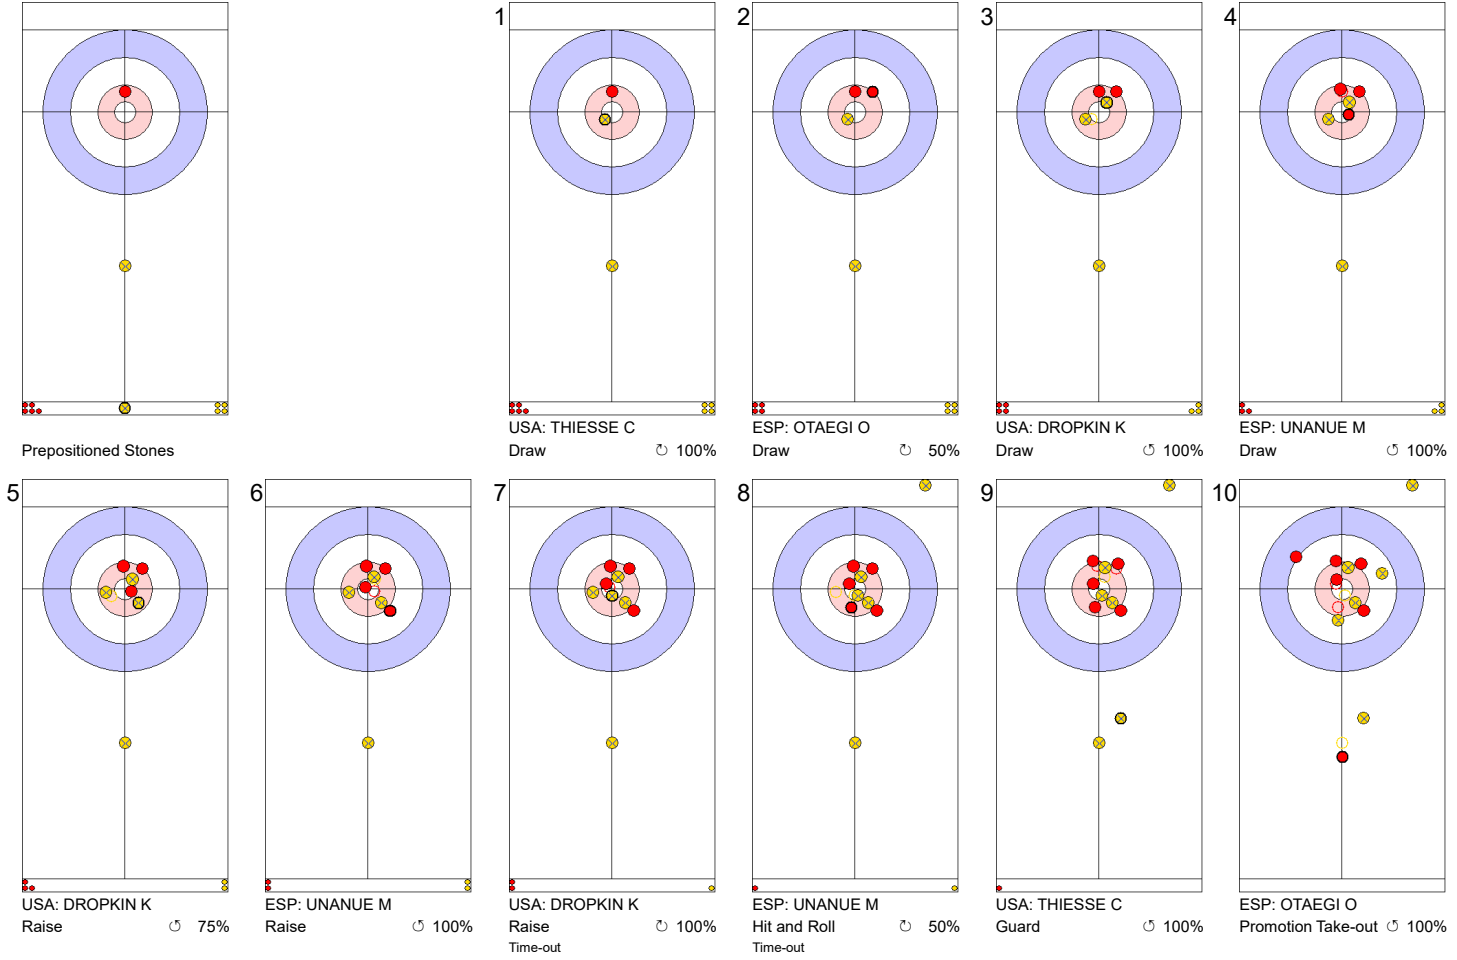 Prepositioned Stones
1
USA: THIESSE C
Draw ↻ 100%
2
ESP: OTAEGI O
Draw ↻ 50%
3
USA: DROPKIN K
Draw ↺ 100%
4
ESP: UNANUE M
Draw ↺ 100%
5
USA: DROPKIN K
Raise ↺ 75%
6
ESP: UNANUE M
Raise ↺ 100%
7
USA: DROPKIN K
Raise ↻ 100%
Time-out
8
ESP: UNANUE M
Hit and Roll ↻ 50%
Time-out
9
USA: THIESSE C
Guard ↺ 100%
10
ESP: OTAEGI O
Promotion Take-out ↺ 100%